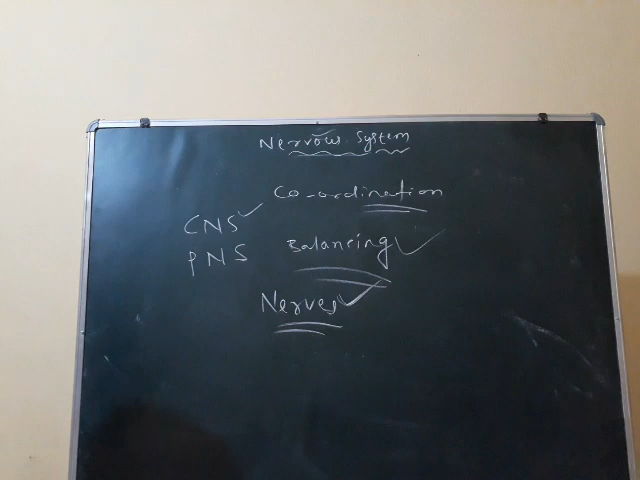 Nervous System
Co-ordination
CNS
PNS
Balancing
Nerves